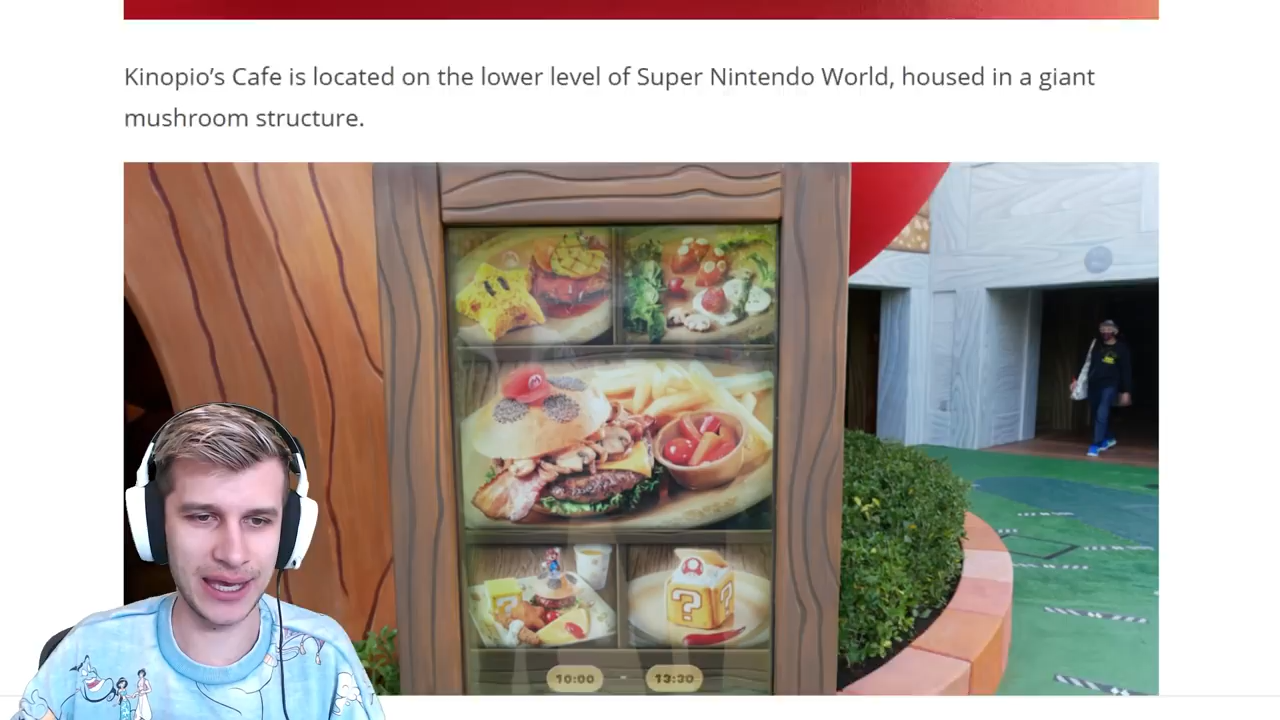 Kinopio’s Cafe is located on the lower level of Super Nintendo World, housed in a giant
mushroom structure.
M
?
?
?
10:00 - 13:30